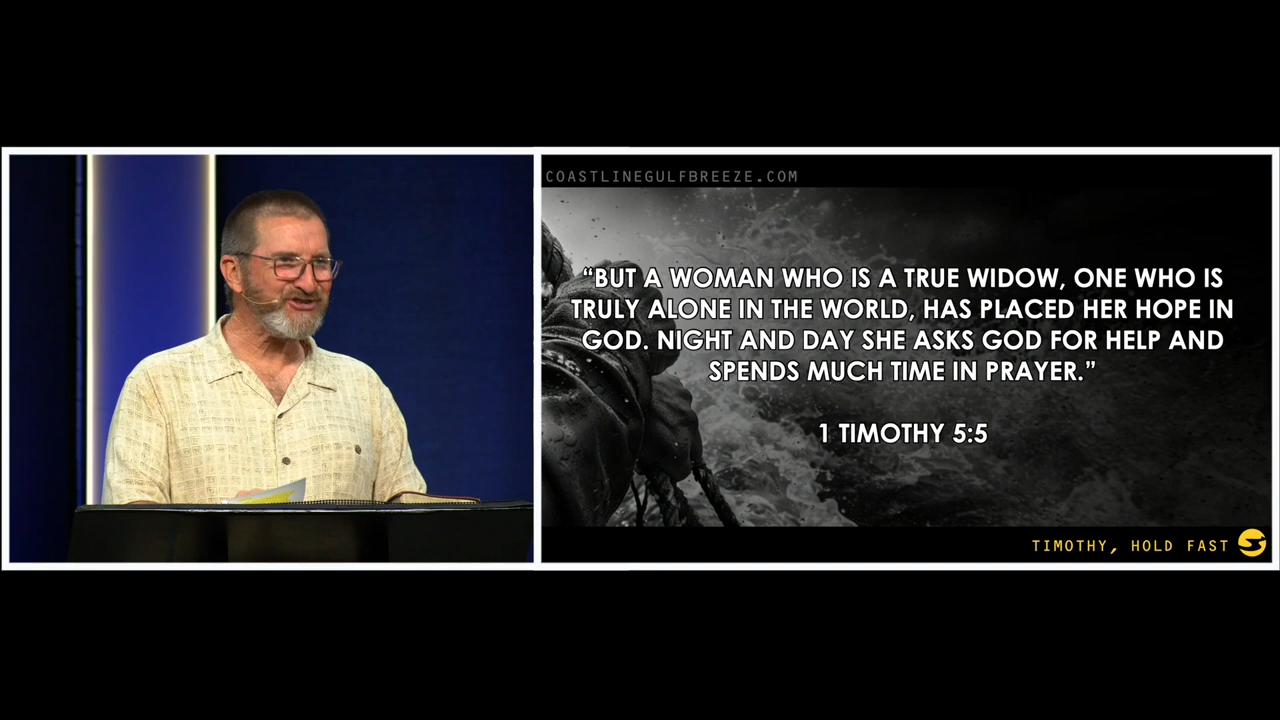 COASTLINEGULFBREEZE.COM
“BUT A WOMAN WHO IS A TRUE WIDOW, ONE WHO IS
TRULY ALONE IN THE WORLD, HAS PLACED HER HOPE IN
GOD. NIGHT AND DAY SHE ASKS GOD FOR HELP AND
SPENDS MUCH TIME IN PRAYER.”
1 TIMOTHY 5:5
TIMOTHY, HOLD FAST